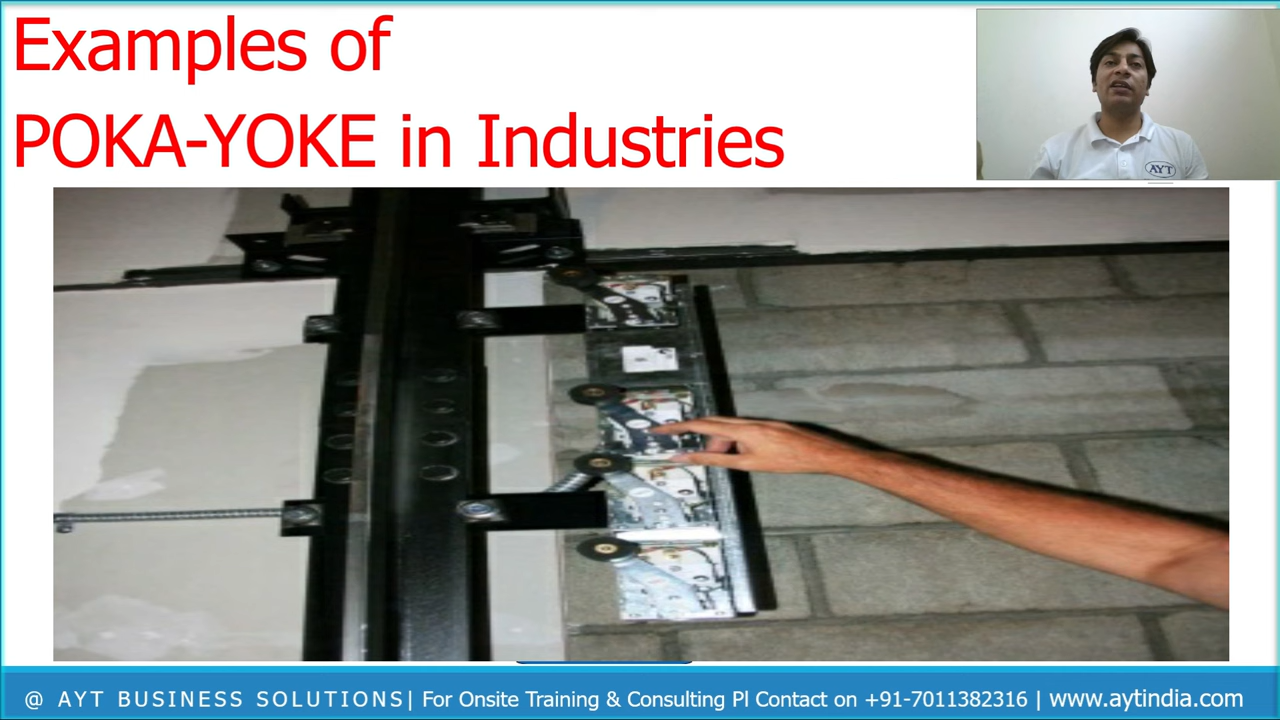 Examples of
POKA-YOKE in Industries
AYT
@ AYT BUSINESS SOLUTIONS| For Onsite Training & Consulting Pl Contact on +91-7011382316 | www.aytindia.com